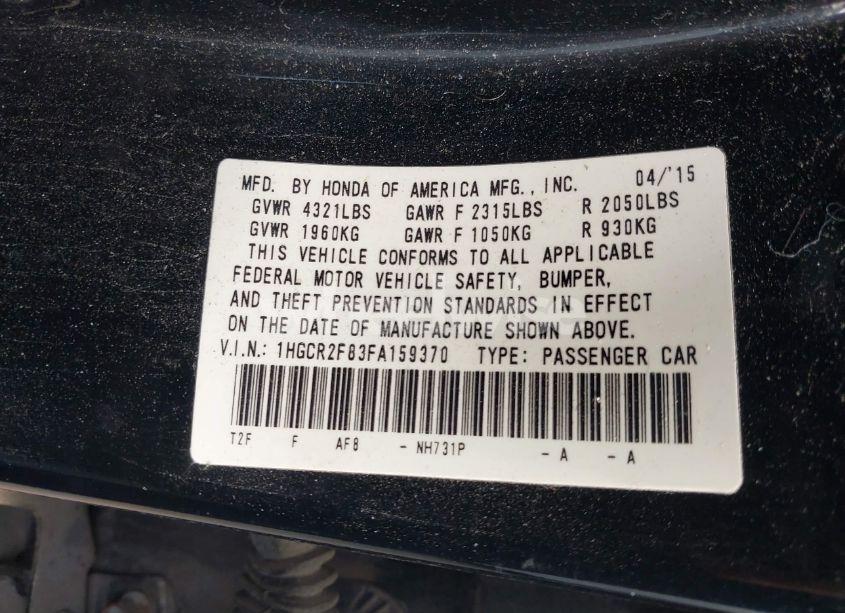 MFD. BY HONDA OF AMERICA MFG., INC. 04/'15
GVWR 4321LBS GAWR F 2315LBS R 2050LBS
GVWR 1960KG GAWR F 1050KG R 930KG
THIS VEHICLE CONFORMS TO ALL APPLICABLE
FEDERAL MOTOR VEHICLE SAFETY, BUMPER,
AND THEFT PREVENTION STANDARDS IN EFFECT
ON THE DATE OF MANUFACTURE SHOWN ABOVE.
V.I.N.: 1HGCR2F83FA159370 TYPE: PASSENGER CAR
T2F F AF8 - NH731P - A - A